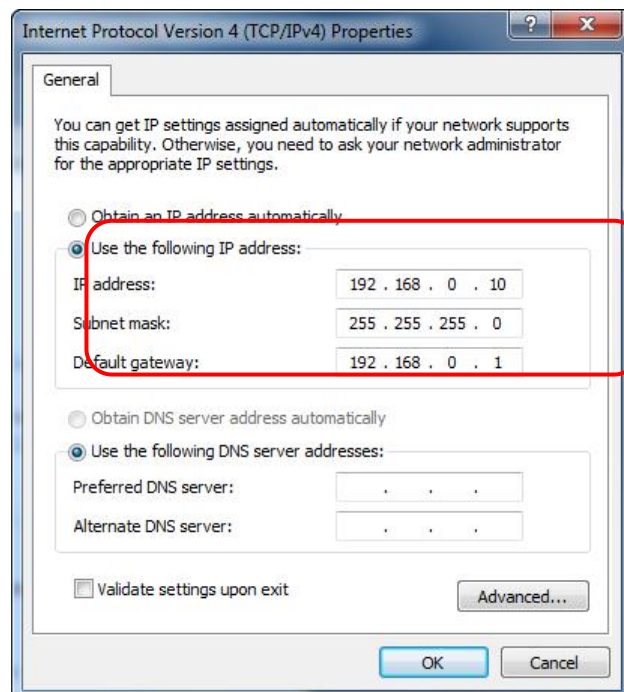 Internet Protocol Version 4 (TCP/IPv4) Properties
?
X
General
You can get IP settings assigned automatically if your network supports
this capability. Otherwise, you need to ask your network administrator
for the appropriate IP settings.
Obtain an IP address automatically
Use the following IP address:
IP address: 192 . 168 . 0 . 10
Subnet mask: 255 . 255 . 255 . 0
Default gateway: 192 . 168 . 0 . 1
Obtain DNS server address automatically
Use the following DNS server addresses:
Preferred DNS server: . . .
Alternate DNS server: . . .
Validate settings upon exit
Advanced...
OK Cancel